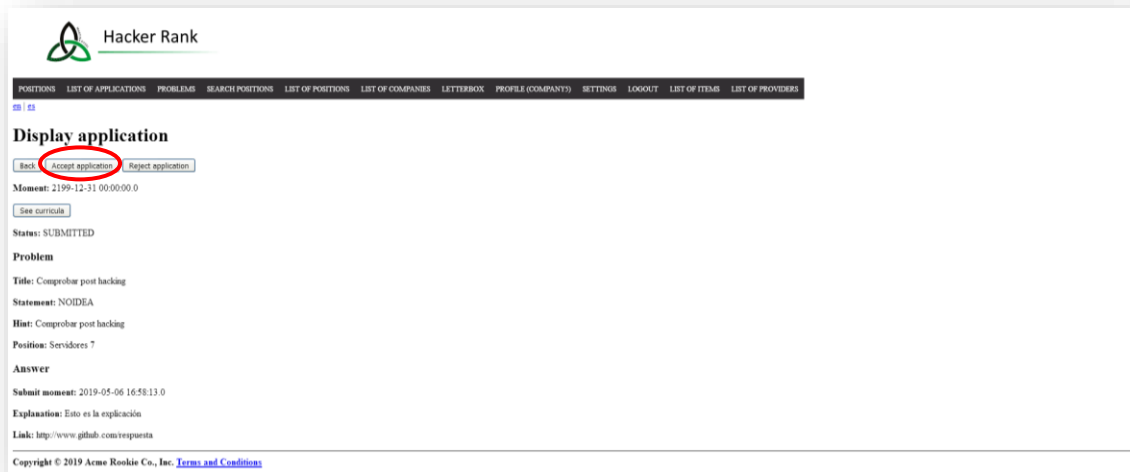 Hacker Rank
POSITIONS LIST OF APPLICATIONS PROBLEMS SEARCH POSITIONS LIST OF POSITIONS LIST OF COMPANIES LETTERBOX PROFILE (COMPANY5) SETTINGS LOGOUT LIST OF ITEMS LIST OF PROVIDERS
en | es
Display application
Back Accept application Reject application
Moment: 2199-12-31 00:00:00.0
See curricula
Status: SUBMITTED
Problem
Title: Comprobar post hacking
Statement: NOIDEA
Hint: Comprobar post hacking
Position: Servidores 7
Answer
Submit moment: 2019-05-06 16:58:13.0
Explanation: Esto es la explicación
Link: http://www.github.com/respuesta
Copyright © 2019 Acme Rookie Co., Inc. Terms and Conditions